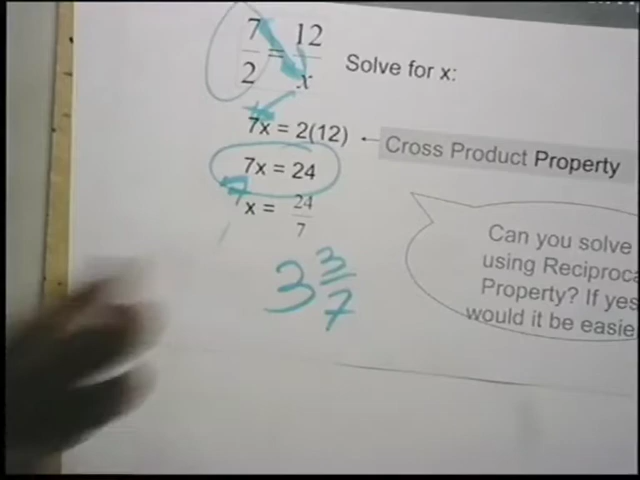 7/2 = 12/x Solve for x:
7x = 2(12) ← Cross Product Property
7x = 24
7
x = 24/7
3 3/7
Can you solve
using Reciproca
Property? If yes
would it be easie